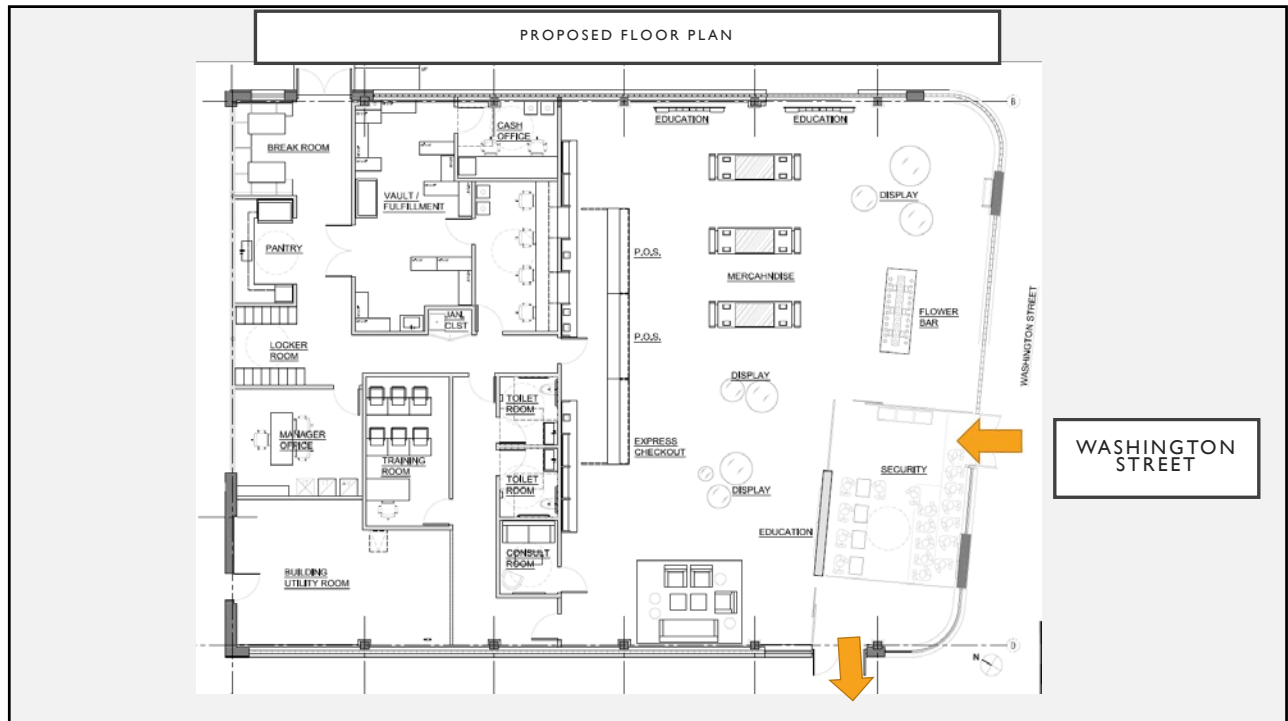 PROPOSED FLOOR PLAN
B
EDUCATION
EDUCATION
CASH
OFFICE
BREAK ROOM
VAULT /
FULFILLMENT
DISPLAY
PANTRY
P.O.S.
MERCAHNDISE
FLOWER
BAR
WASHINGTON STREET
JAN.
CLST
P.O.S.
LOCKER
ROOM
DISPLAY
TOILET
ROOM
MANAGER
OFFICE
EXPRESS
CHECKOUT
WASHINGTON
STREET
TRAINING
ROOM
SECURITY
TOILET
ROOM
DISPLAY
EDUCATION
CONSULT
ROOM
BUILDING
UTILITY ROOM
D
N